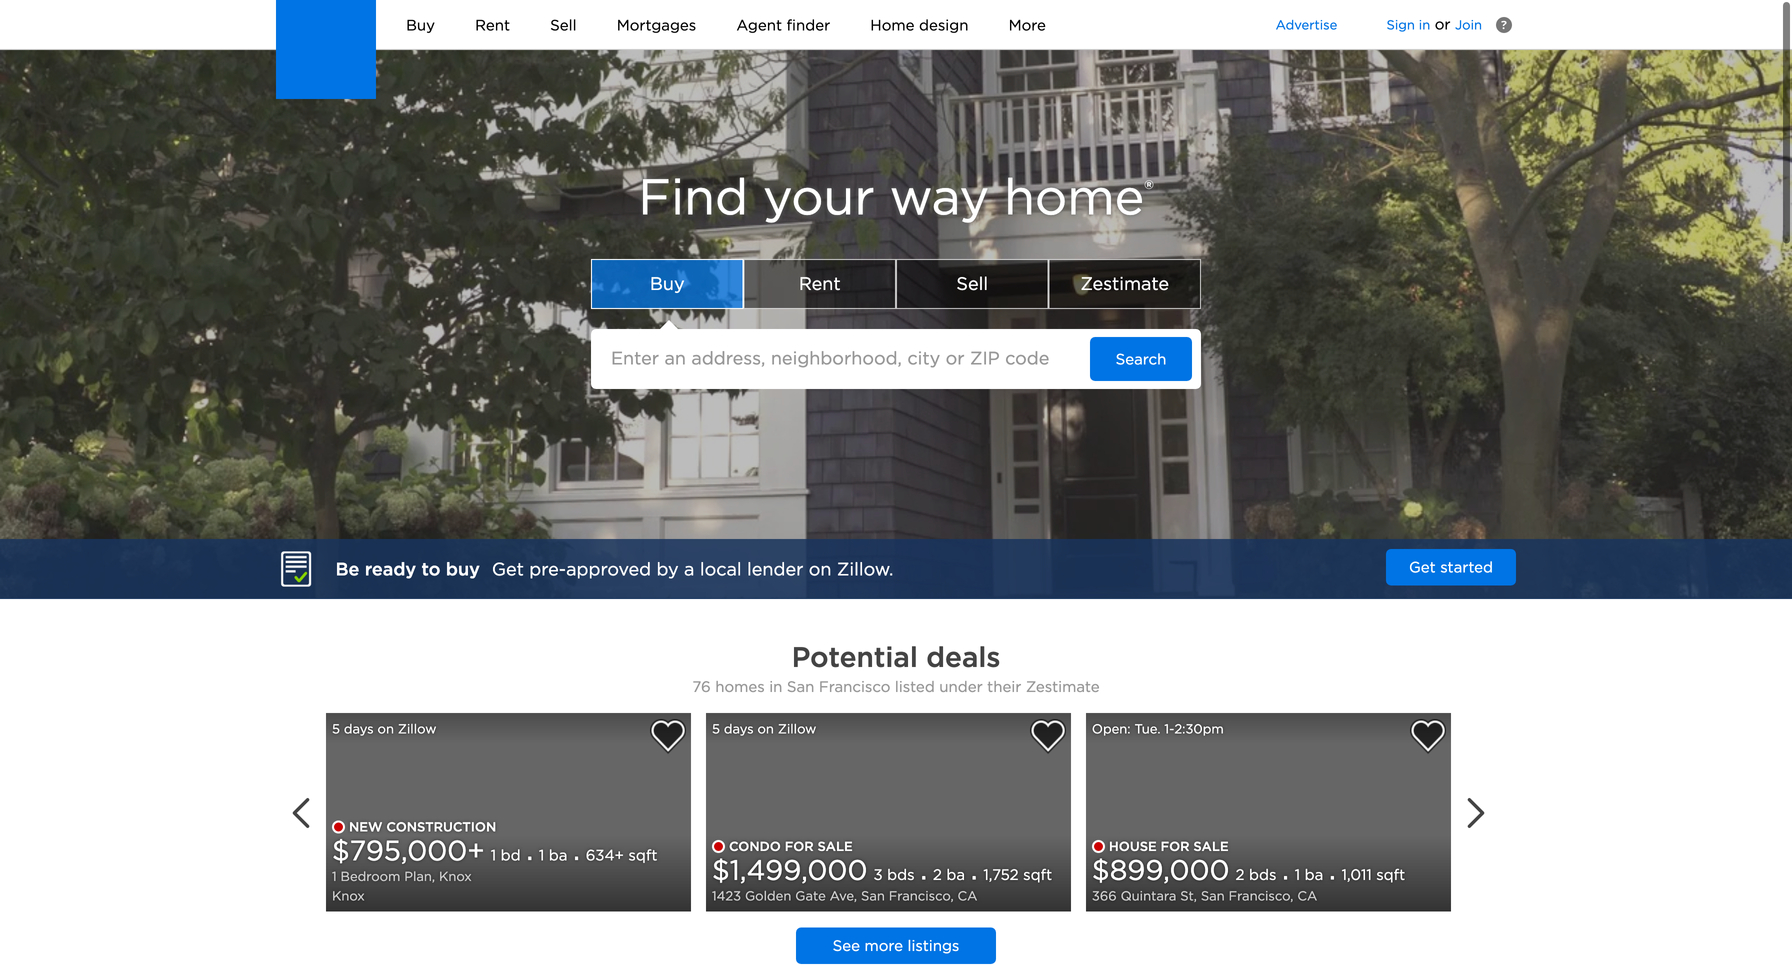 Buy Rent Sell Mortgages Agent finder Home design More Advertise Sign in or Join ?
Find your way home®
Buy Rent Sell Zestimate
Enter an address, neighborhood, city or ZIP code Search
Be ready to buy Get pre-approved by a local lender on Zillow. Get started
Potential deals
76 homes in San Francisco listed under their Zestimate
5 days on Zillow
NEW CONSTRUCTION
$795,000+ 1 bd . 1 ba . 634+ sqft
1 Bedroom Plan, Knox
Knox
5 days on Zillow
CONDO FOR SALE
$1,499,000 3 bds . 2 ba . 1,752 sqft
1423 Golden Gate Ave, San Francisco, CA
Open: Tue. 1-2:30pm
HOUSE FOR SALE
$899,000 2 bds . 1 ba . 1,011 sqft
366 Quintara St, San Francisco, CA
See more listings